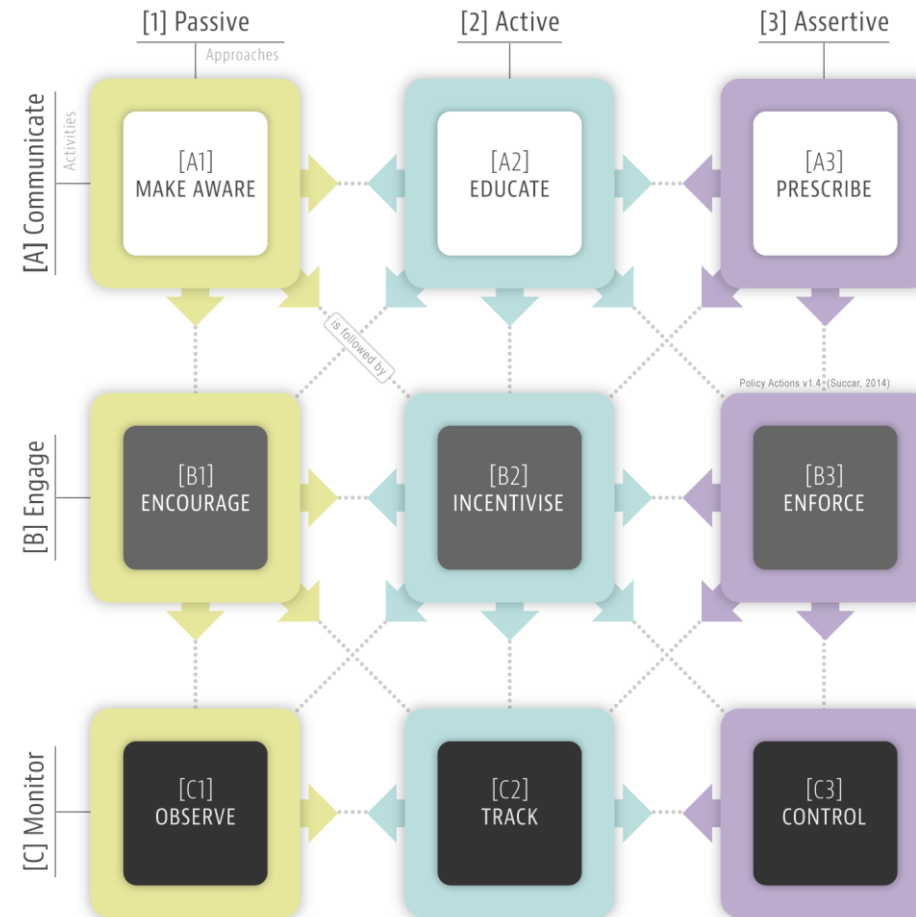 [1] Passive
[2] Active
[3] Assertive
Approaches
[A] Communicate
Activities
[A1]
MAKE AWARE
[A2]
EDUCATE
[A3]
PRESCRIBE
is followed by
Policy Actions v1.4 (Succar, 2014)
[B] Engage
[B1]
ENCOURAGE
[B2]
INCENTIVISE
[B3]
ENFORCE
[C] Monitor
[C1]
OBSERVE
[C2]
TRACK
[C3]
CONTROL